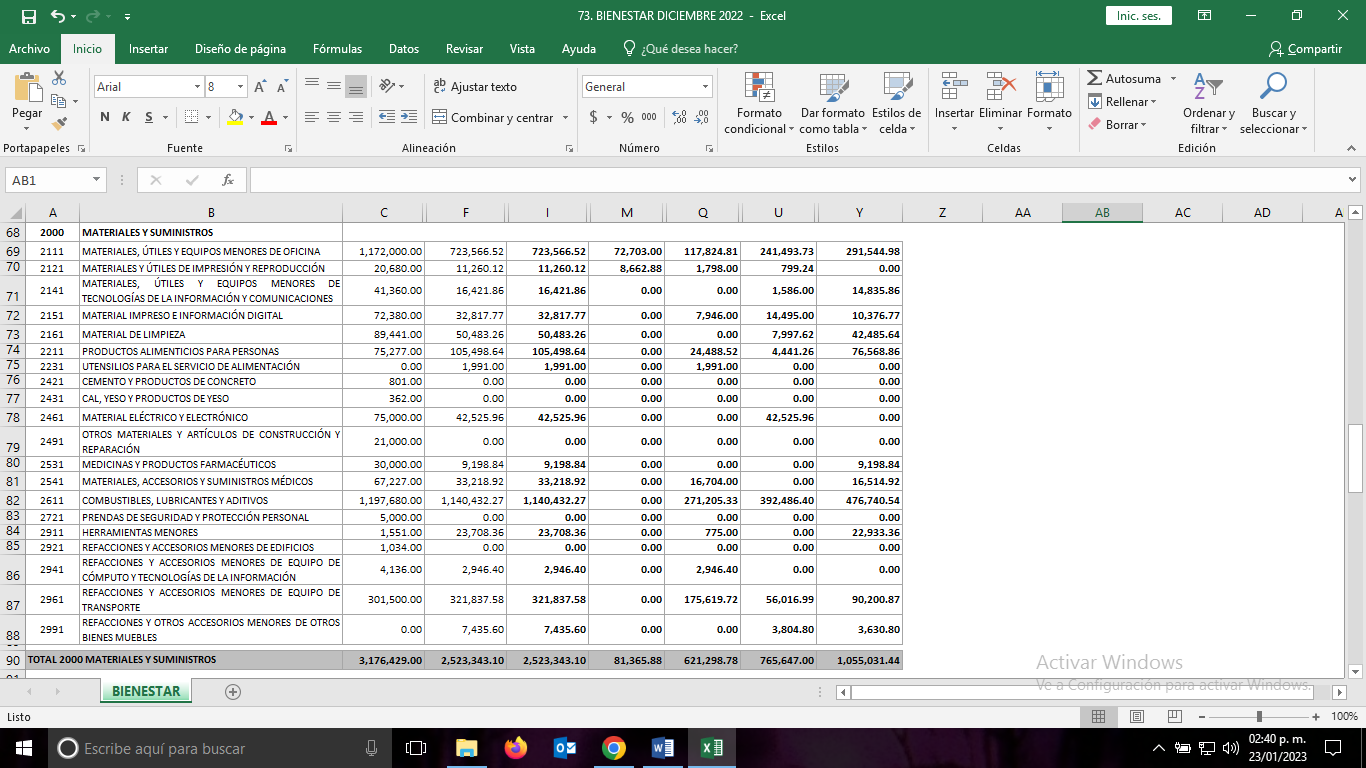 73. BIENESTAR DICIEMBRE 2022 - Excel
Inic. ses.
Archivo Inicio Insertar Diseño de página Fórmulas Datos Revisar Vista Ayuda ¿Qué desea hacer? Compartir
Pegar
Arial 8
N K S
Ajustar texto
Combinar y centrar
General
$ % 000
Formato condicional
Dar formato como tabla
Estilos de celda
Insertar Eliminar Formato
Autosuma
Rellenar
Borrar
Ordenar y filtrar
Buscar y seleccionar
Portapapeles Fuente Alineación Número Estilos Celdas Edición
AB1 fx
A B C F I M Q U Y Z AA AB AC AD A
68 2000 MATERIALES Y SUMINISTROS
69 2111 MATERIALES, ÚTILES Y EQUIPOS MENORES DE OFICINA 1,172,000.00 723,566.52 723,566.52 72,703.00 117,824.81 241,493.73 291,544.98
70 2121 MATERIALES Y ÚTILES DE IMPRESIÓN Y REPRODUCCIÓN 20,680.00 11,260.12 11,260.12 8,662.88 1,798.00 799.24 0.00
71 2141 MATERIALES, ÚTILES Y EQUIPOS MENORES DE
TECNOLOGÍAS DE LA INFORMACIÓN Y COMUNICACIONES 41,360.00 16,421.86 16,421.86 0.00 0.00 1,586.00 14,835.86
72 2151 MATERIAL IMPRESO E INFORMACIÓN DIGITAL 72,380.00 32,817.77 32,817.77 0.00 7,946.00 14,495.00 10,376.77
73 2161 MATERIAL DE LIMPIEZA 89,441.00 50,483.26 50,483.26 0.00 0.00 7,997.62 42,485.64
74 2211 PRODUCTOS ALIMENTICIOS PARA PERSONAS 75,277.00 105,498.64 105,498.64 0.00 24,488.52 4,441.26 76,568.86
75 2231 UTENSILIOS PARA EL SERVICIO DE ALIMENTACIÓN 0.00 1,991.00 1,991.00 0.00 1,991.00 0.00 0.00
76 2421 CEMENTO Y PRODUCTOS DE CONCRETO 801.00 0.00 0.00 0.00 0.00 0.00 0.00
77 2431 CAL, YESO Y PRODUCTOS DE YESO 362.00 0.00 0.00 0.00 0.00 0.00 0.00
78 2461 MATERIAL ELÉCTRICO Y ELECTRÓNICO 75,000.00 42,525.96 42,525.96 0.00 0.00 42,525.96 0.00
79 2491 OTROS MATERIALES Y ARTÍCULOS DE CONSTRUCCIÓN Y
REPARACIÓN 21,000.00 0.00 0.00 0.00 0.00 0.00 0.00
80 2531 MEDICINAS Y PRODUCTOS FARMACÉUTICOS 30,000.00 9,198.84 9,198.84 0.00 0.00 0.00 9,198.84
81 2541 MATERIALES, ACCESORIOS Y SUMINISTROS MÉDICOS 67,227.00 33,218.92 33,218.92 0.00 16,704.00 0.00 16,514.92
82 2611 COMBUSTIBLES, LUBRICANTES Y ADITIVOS 1,197,680.00 1,140,432.27 1,140,432.27 0.00 271,205.33 392,486.40 476,740.54
83 2721 PRENDAS DE SEGURIDAD Y PROTECCIÓN PERSONAL 5,000.00 0.00 0.00 0.00 0.00 0.00 0.00
84 2911 HERRAMIENTAS MENORES 1,551.00 23,708.36 23,708.36 0.00 775.00 0.00 22,933.36
85 2921 REFACCIONES Y ACCESORIOS MENORES DE EDIFICIOS 1,034.00 0.00 0.00 0.00 0.00 0.00 0.00
86 2941 REFACCIONES Y ACCESORIOS MENORES DE EQUIPO DE
CÓMPUTO Y TECNOLOGÍAS DE LA INFORMACIÓN 4,136.00 2,946.40 2,946.40 0.00 2,946.40 0.00 0.00
87 2961 REFACCIONES Y ACCESORIOS MENORES DE EQUIPO DE
TRANSPORTE 301,500.00 321,837.58 321,837.58 0.00 175,619.72 56,016.99 90,200.87
88 2991 REFACCIONES Y OTROS ACCESORIOS MENORES DE OTROS
BIENES MUEBLES 0.00 7,435.60 7,435.60 0.00 0.00 3,804.80 3,630.80
90 TOTAL 2000 MATERIALES Y SUMINISTROS 3,176,429.00 2,523,343.10 2,523,343.10 81,365.88 621,298.78 765,647.00 1,055,031.44
Activar Windows
Ve a Configuración para activar Windows.
BIENESTAR
Listo 100%
Escribe aquí para buscar
02:40 p. m.
23/01/2023